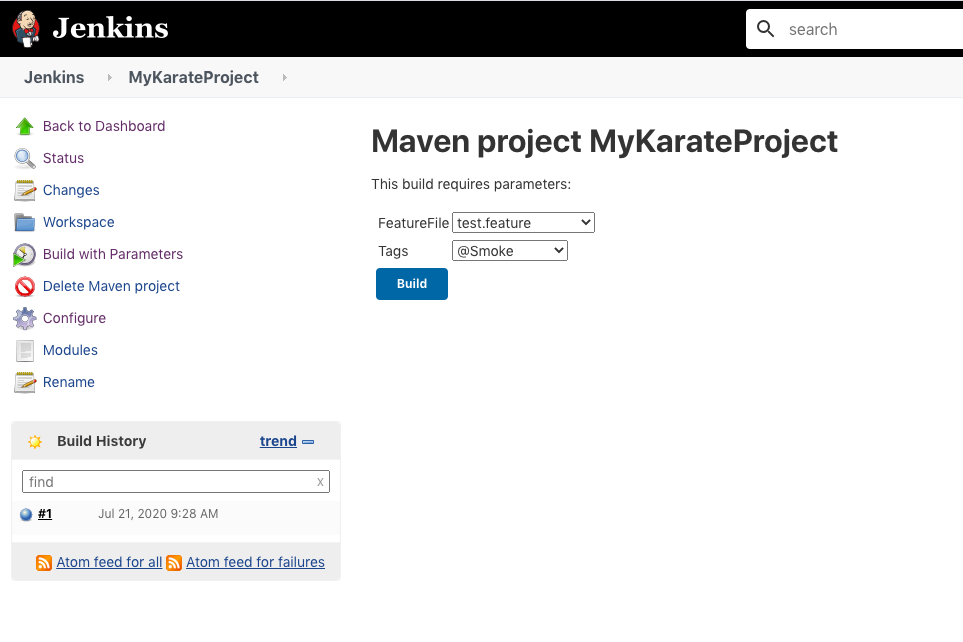 Jenkins
search
Jenkins MyKarateProject
Back to Dashboard
Status
Changes
Workspace
Build with Parameters
Delete Maven project
Configure
Modules
Rename
Build History trend
find x
#1 Jul 21, 2020 9:28 AM
Atom feed for all Atom feed for failures
Maven project MyKarateProject
This build requires parameters:
FeatureFile test.feature
Tags @Smoke
Build